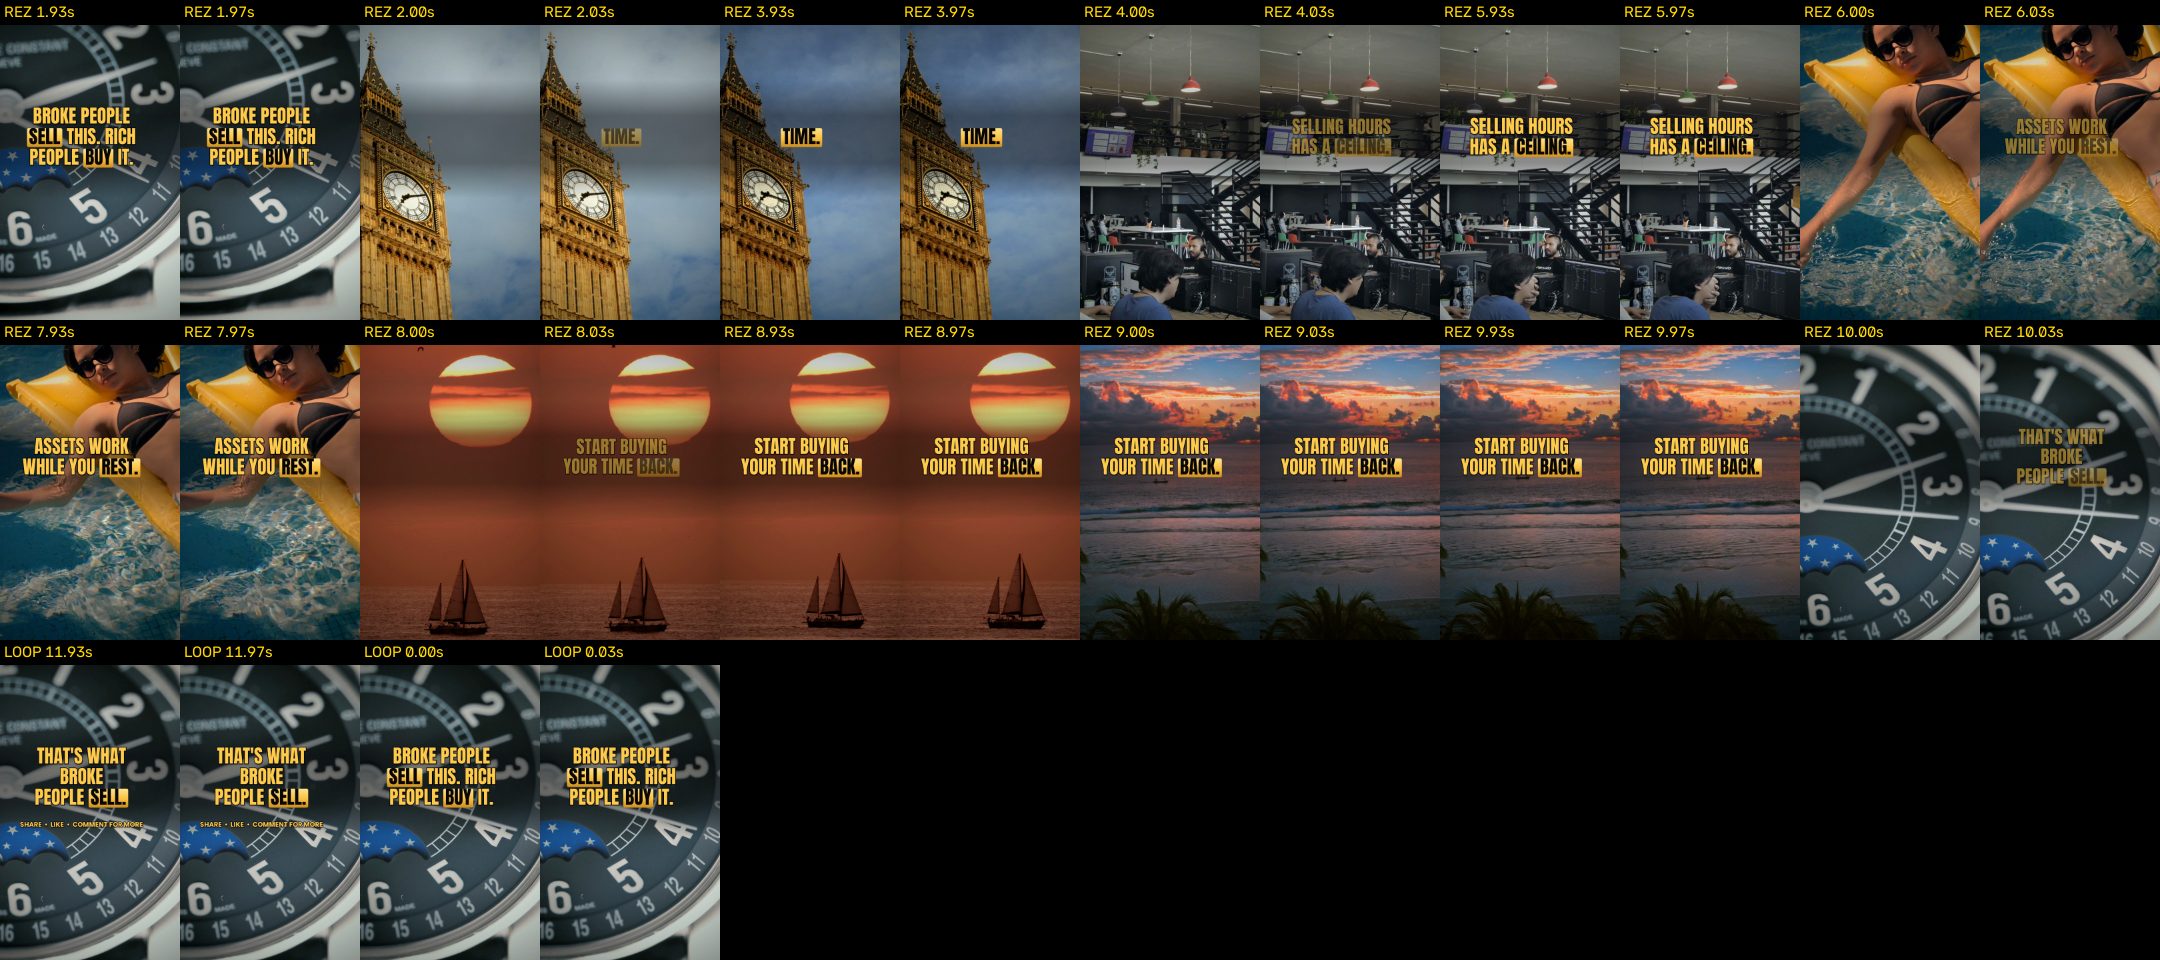 REZ 1.93s
REZ 1.97s
REZ 2.00s
REZ 2.03s
REZ 3.93s
REZ 3.97s
REZ 4.00s
REZ 4.03s
REZ 5.93s
REZ 5.97s
REZ 6.00s
REZ 6.03s
BROKE PEOPLE
SELL THIS. RICH
PEOPLE BUY IT.
BROKE PEOPLE
SELL THIS. RICH
PEOPLE BUY IT.
TIME.
TIME.
TIME.
SELLING HOURS
HAS A CEILING.
SELLING HOURS
HAS A CEILING.
SELLING HOURS
HAS A CEILING.
ASSETS WORK
WHILE YOU REST.
REZ 7.93s
REZ 7.97s
REZ 8.00s
REZ 8.03s
REZ 8.93s
REZ 8.97s
REZ 9.00s
REZ 9.03s
REZ 9.93s
REZ 9.97s
REZ 10.00s
REZ 10.03s
ASSETS WORK
WHILE YOU REST.
ASSETS WORK
WHILE YOU REST.
START BUYING
YOUR TIME BACK.
START BUYING
YOUR TIME BACK.
START BUYING
YOUR TIME BACK.
START BUYING
YOUR TIME BACK.
START BUYING
YOUR TIME BACK.
START BUYING
YOUR TIME BACK.
START BUYING
YOUR TIME BACK.
THAT'S WHAT
BROKE
PEOPLE SELL.
LOOP 11.93s
LOOP 11.97s
LOOP 0.00s
LOOP 0.03s
THAT'S WHAT
BROKE
PEOPLE SELL.
SHARE • LIKE • COMMENT FOR MORE
THAT'S WHAT
BROKE
PEOPLE SELL.
SHARE • LIKE • COMMENT FOR MORE
BROKE PEOPLE
SELL THIS. RICH
PEOPLE BUY IT.
BROKE PEOPLE
SELL THIS. RICH
PEOPLE BUY IT.